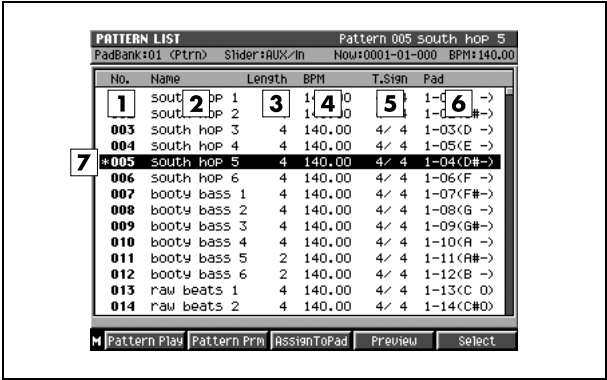 PATTERN LIST Pattern 005 south hop 5
PadBank:01 (Ptrn) Slider:AUX/In Now:0001-01-000 BPM:140.00
No. Name Length BPM T.Sign Pad
1 2 3 4 5 6
003 south hop 3 4 140.00 4/ 4 1-03(D -)
004 south hop 4 4 140.00 4/ 4 1-05(E -)
7 *005 south hop 5 4 140.00 4/ 4 1-04(D#-)
006 south hop 6 4 140.00 4/ 4 1-06(F -)
007 booty bass 1 4 140.00 4/ 4 1-07(F#-)
008 booty bass 2 4 140.00 4/ 4 1-08(G -)
009 booty bass 3 4 140.00 4/ 4 1-09(G#-)
010 booty bass 4 4 140.00 4/ 4 1-10(A -)
011 booty bass 5 2 140.00 4/ 4 1-11(A#-)
012 booty bass 6 2 140.00 4/ 4 1-12(B -)
013 raw beats 1 4 140.00 4/ 4 1-13(C 0)
014 raw beats 2 4 140.00 4/ 4 1-14(C#0)
M Pattern Play Pattern Prm AssignToPad Preview Select